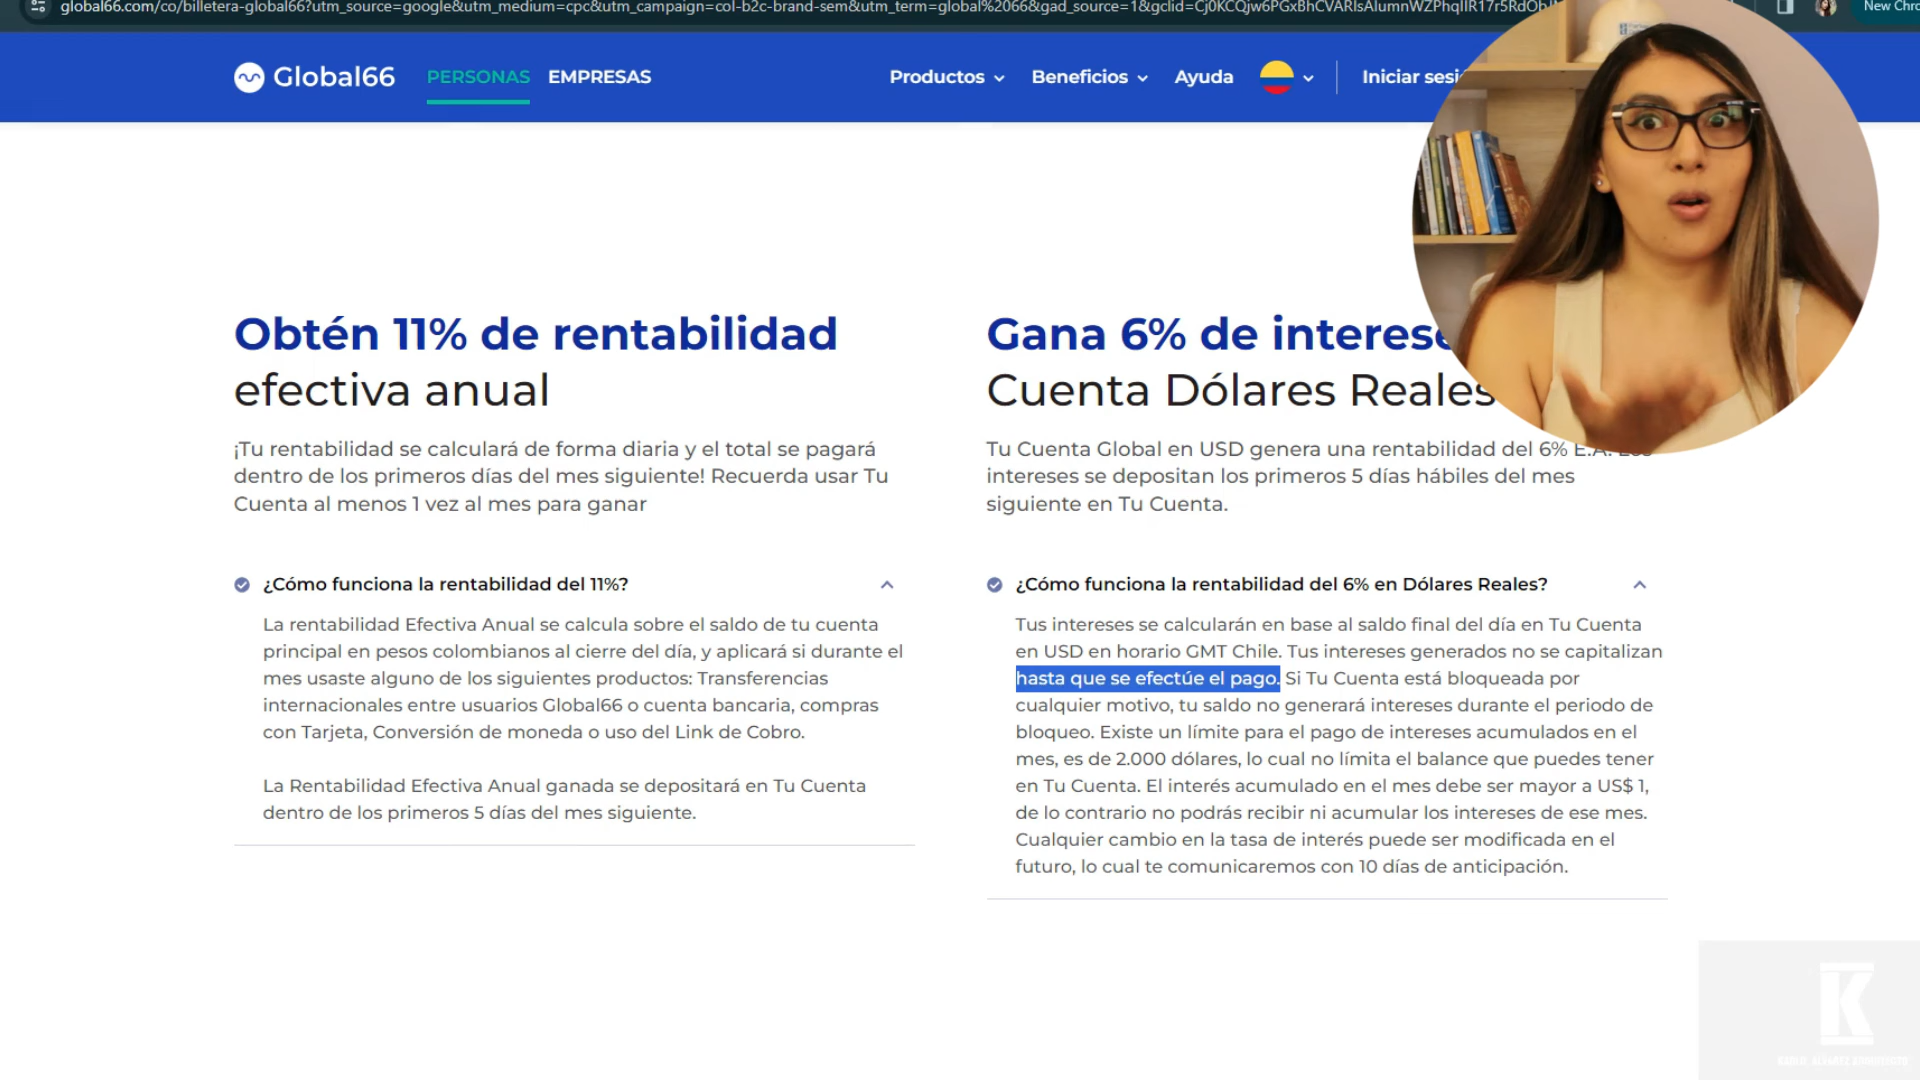 global66.com/co/billetera-global66?utm_source=google&utm_medium=cpc&utm_campaign=col-b2c-brand-sem&utm_term=global%2066&gad_source=1&gclid=
New Chro
Global66 PERSONAS EMPRESAS Productos Beneficios Ayuda Iniciar sesi
Obtén 11% de rentabilidad
efectiva anual
¡Tu rentabilidad se calculará de forma diaria y el total se pagará
dentro de los primeros días del mes siguiente! Recuerda usar Tu
Cuenta al menos 1 vez al mes para ganar
¿Cómo funciona la rentabilidad del 11%?
La rentabilidad Efectiva Anual se calcula sobre el saldo de tu cuenta
principal en pesos colombianos al cierre del día, y aplicará si durante el
mes usaste alguno de los siguientes productos: Transferencias
internacionales entre usuarios Global66 o cuenta bancaria, compras
con Tarjeta, Conversión de moneda o uso del Link de Cobro.
La Rentabilidad Efectiva Anual ganada se depositará en Tu Cuenta
dentro de los primeros 5 días del mes siguiente.
Gana 6% de interes
Cuenta Dólares Reales
Tu Cuenta Global en USD genera una rentabilidad del 6% E.A. Los
intereses se depositan los primeros 5 días hábiles del mes
siguiente en Tu Cuenta.
¿Cómo funciona la rentabilidad del 6% en Dólares Reales?
Tus intereses se calcularán en base al saldo final del día en Tu Cuenta
en USD en horario GMT Chile. Tus intereses generados no se capitalizan
hasta que se efectúe el pago. Si Tu Cuenta está bloqueada por
cualquier motivo, tu saldo no generará intereses durante el periodo de
bloqueo. Existe un límite para el pago de intereses acumulados en el
mes, es de 2.000 dólares, lo cual no límita el balance que puedes tener
en Tu Cuenta. El interés acumulado en el mes debe ser mayor a US$ 1,
de lo contrario no podrás recibir ni acumular los intereses de ese mes.
Cualquier cambio en la tasa de interés puede ser modificada en el
futuro, lo cual te comunicaremos con 10 días de anticipación.
K